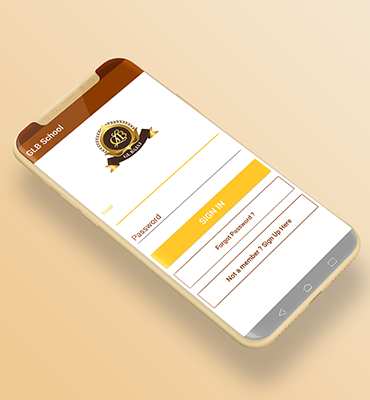 GLB School
GLB
Email
Password
SIGN IN
Forgot Password ?
Not a member ? Sign Up Here